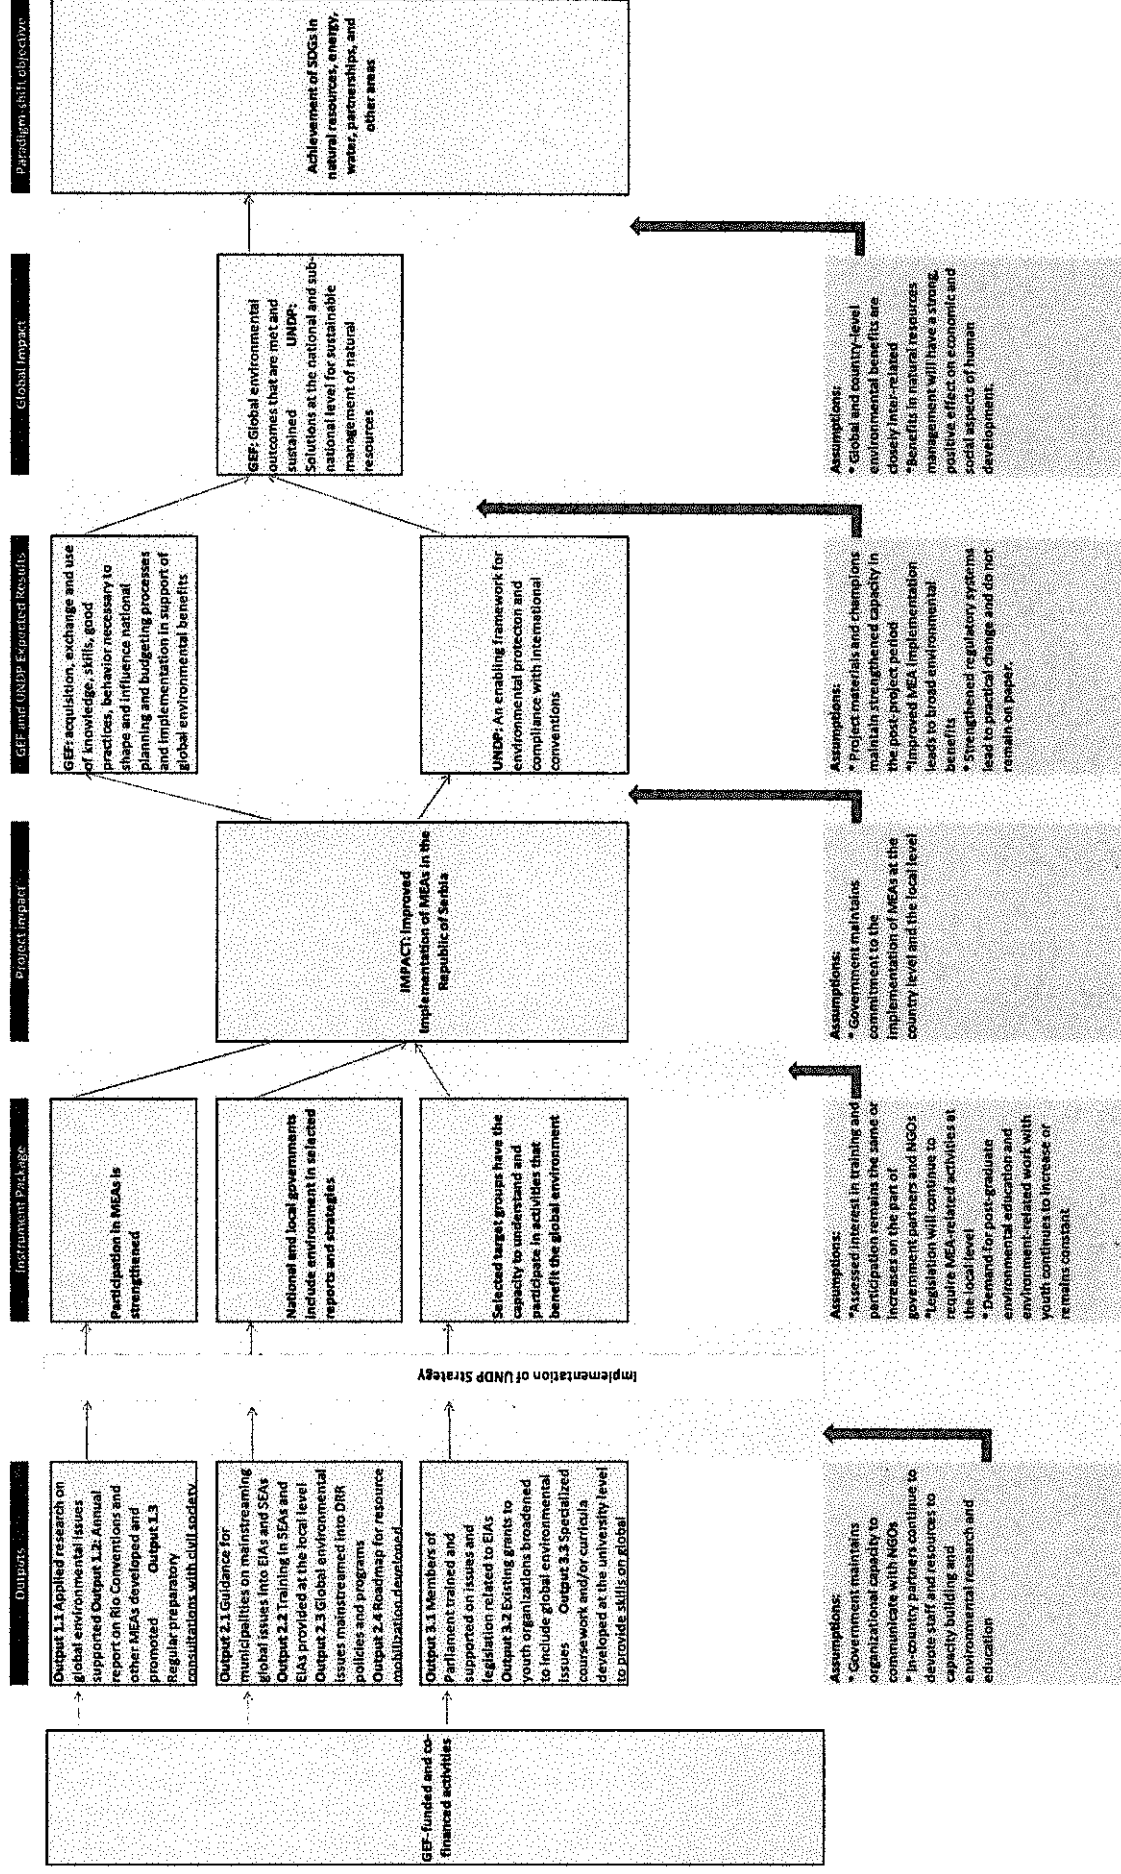 Outputs
Instrument Package
Project impact
GEF and UNDP Expected Results
Global Impact
Paradigm-shift objective
GEF-funded and co-
financed activities
Output 1.1 Applied research on
global environmental issues
supported Output 1.2: Annual
report on Rio Conventions and
other MEAs developed and
promoted Output 1.3
Regular preparatory
consultations with civil society
Output 2.1 Guidance for
municipalities on mainstreaming
global issues into EIAs and SEAs
Output 2.2 Training in SEAs and
EIAs provided at the local level
Output 2.3 Global environmental
issues mainstreamed into DRR
policies and programs
Output 2.4 Roadmap for resource
mobilization developed
Output 3.1 Members of
Parliament trained and
supported on issues and
legislation related to EIAs
Output 3.2 Existing grants to
youth organizations broadened
to include global environmental
issues Output 3.3 Specialized
coursework and/or curricula
developed at the university level
to provide skills on global
Implementation of UNDP Strategy
Participation in MEAs is
strengthened
National and local governments
include environment in selected
reports and strategies
Selected target groups have the
capacity to understand and
participate in activities that
benefit the global environment
IMPACT: Improved
Implementation of MEAs in the
Republic of Serbia
GEF: acquisition, exchange and use
of knowledge, skills, good
practices, behavior necessary to
shape and influence national
planning and budgeting processes
and implementation in support of
global environmental benefits
UNDP: An enabling framework for
environmental protecton and
compliance with international
conventions
GEF: Global environmental
outcomes that are met and
sustained UNDP:
Solutions at the national and sub-
national level for sustainable
management of natural
resources
Achievement of SDGs in
natural resources, energy,
water, partnerships, and
other areas
Assumptions:
* Government maintains
organizational capacity to
communicate with NGOs
* In-country partners continue to
devote staff and resources to
capacity building and
environmental research and
education
Assumptions:
*Assessed interest in training and
participation remains the same or
increases on the part of
government partners and NGOs
*Legislation will continue to
require MEA-related activities at
the local level
* Demand for post-graduate
environmental education and
environment-related work with
youth continues to increase or
remains constant
Assumptions:
* Government maintains
commitment to the
implementation of MEAs at the
country level and the local level
Assumptions:
* Project materials and champions
maintain strengthened capacity in
the post-project period
*Improved MEA implementation
leads to broad environmental
benefits
* Strengthened regulatory systems
lead to practical change and do not
remain on paper.
Assumptions:
* Global and country-level
environmental benefits are
closely inter-related
*Benefits in natural resources
management will have a strong,
positive effect on economic and
social aspects of human
development.